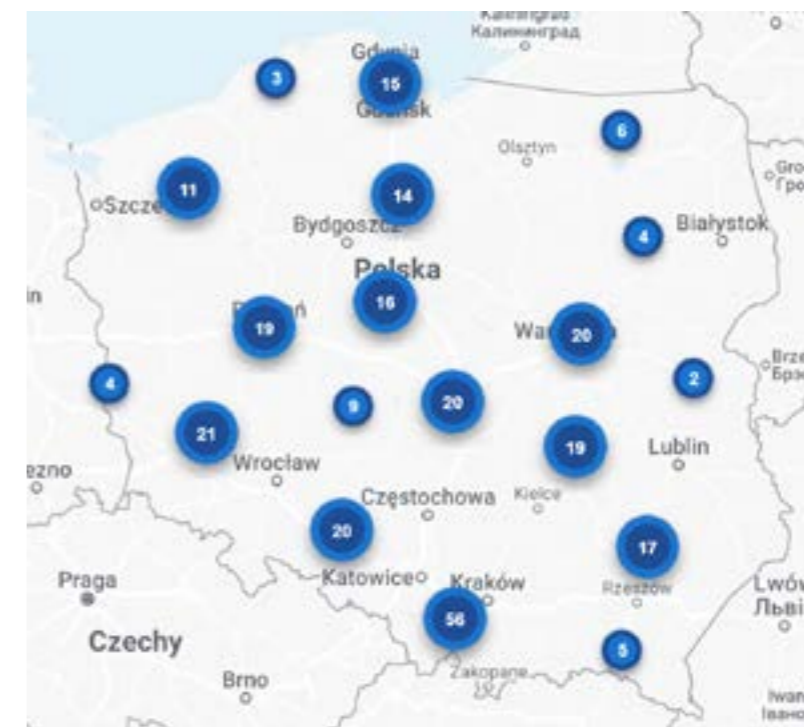 Kaliningrad
Калининград
3
Gdynia
15
Gdańsk
6
Olsztyn
11
14
Bydgoszcz
4
Białystok
Polska
16
19
20
4
9
20
2
21
19
Lublin
Wrocław
Częstochowa
Kielce
20
17
Praga
Katowice
Kraków
Rzeszów
56
Czechy
5
Brno
Zakopane